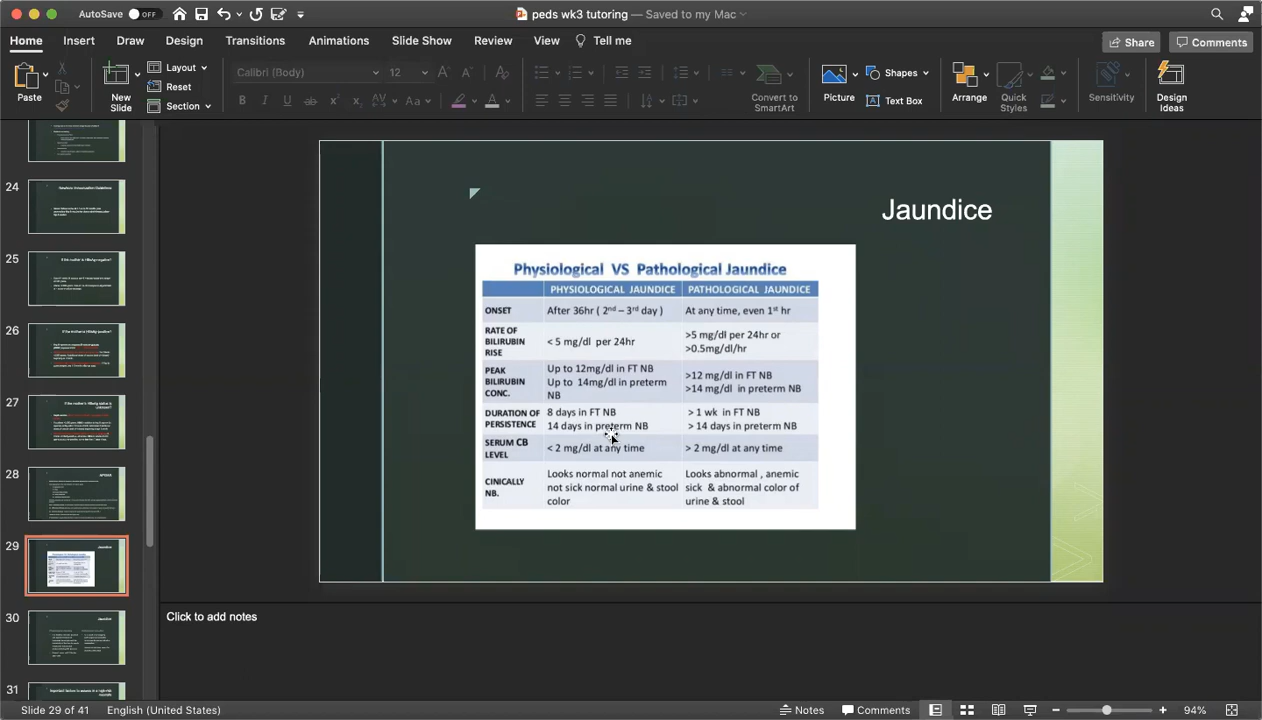 AutoSave OFF
peds wk3 tutoring — Saved to my Mac
Home Insert Draw Design Transitions Animations Slide Show Review View Tell me Share Comments
Paste
New Slide
Layout
Reset
Section
Calibri (Body) 12
Convert to SmartArt
Picture
Shapes
Text Box
Arrange
Quick Styles
Sensitivity
Design Ideas
24
25
26
27
28
29
30
31
Jaundice
Physiological VS Pathological Jaundice
PHYSIOLOGICAL JAUNDICE PATHOLOGICAL JAUNDICE
ONSET After 36hr ( 2nd – 3rd day ) At any time, even 1st hr
RATE OF BILIRUBIN RISE < 5 mg/dl per 24hr >5 mg/dl per 24hr or >0.5mg/dl/hr
PEAK BILIRUBIN CONC. Up to 12mg/dl in FT NB Up to 14mg/dl in preterm NB >12 mg/dl in FT NB >14 mg/dl in preterm NB
DURATION OF PERSISTENCE 8 days in FT NB 14 days in preterm NB > 1 wk in FT NB > 14 days in preterm NB
SERUM CB LEVEL < 2 mg/dl at any time > 2 mg/dl at any time
CINICALLY NB. Looks normal not anemic not sick normal urine & stool color Looks abnormal , anemic sick & abnormal color of urine & stool
Click to add notes
Slide 29 of 41 English (United States) Notes Comments 94%